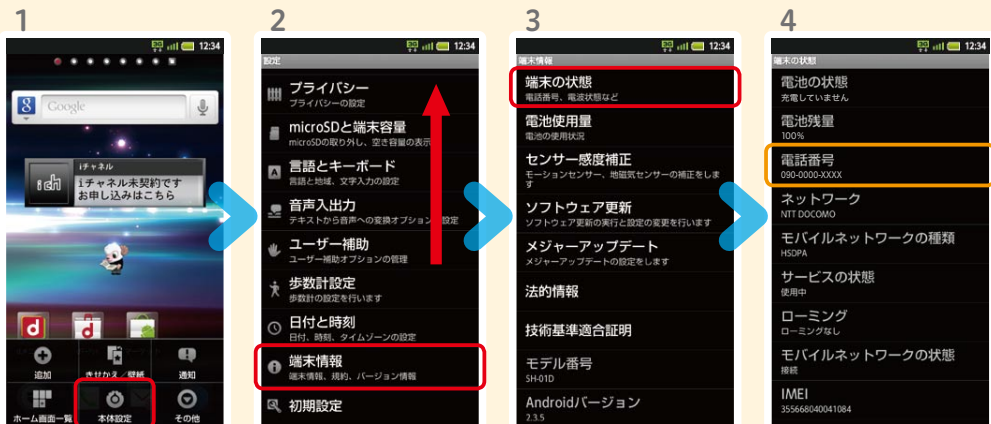 1
12:34
8 Google
iチャネル
i ch
iチャネル未契約です
お申し込みはこちら
追加
きせかえ/壁紙
通知
ホーム画面一覧
本体設定
その他
2
12:34
設定
プライバシー
プライバシーの設定
microSDと端末容量
microSDの取り外し、空き容量の表示
言語とキーボード
言語と地域、文字入力の設定
音声入出力
テキストから音声への変換オプション 設定
ユーザー補助
ユーザー補助オプションの管理
歩数計設定
歩数計の設定を行います
日付と時刻
日付、時刻、タイムゾーンの設定
端末情報
端末情報、規約、バージョン情報
初期設定
3
3G
12:34
端末情報
端末の状態
電話番号、電波状態など
電池使用量
電池の使用状況
センサー感度補正
モーションセンサー、地磁気センサーの補正をしま
す
ソフトウェア更新
ソフトウェア更新の実行と設定の変更を行います
メジャーアップデート
メジャーアップデートの設定をします
法的情報
技術基準適合証明
モデル番号
SH-01D
Androidバージョン
2.3.5
4
3G
12:34
端末の状態
電池の状態
充電していません
電池残量
100%
電話番号
090-0000-XXXX
ネットワーク
NTT DOCOMO
モバイルネットワークの種類
HSDPA
サービスの状態
使用中
ローミング
ローミングなし
モバイルネットワークの状態
接続
IMEI
355668040041084